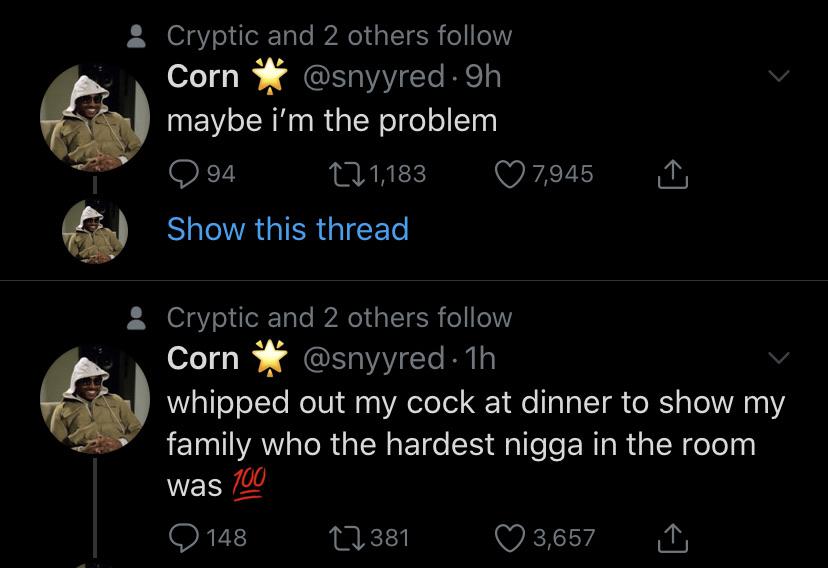 Cryptic and 2 others follow
Corn 🌟 @snyyred · 9h
maybe i’m the problem
94 1,183 7,945
Show this thread
Cryptic and 2 others follow
Corn 🌟 @snyyred · 1h
whipped out my cock at dinner to show my
family who the hardest nigga in the room
was 💯
148 381 3,657